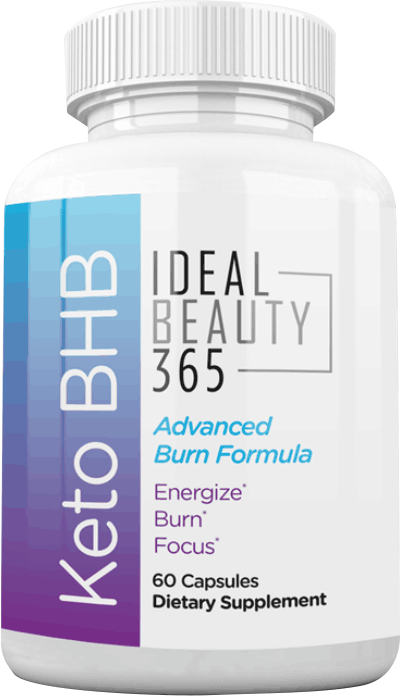 Keto BHB
IDEAL
BEAUTY
365
Advanced
Burn Formula
Energize*
Burn*
Focus*
60 Capsules
Dietary Supplement